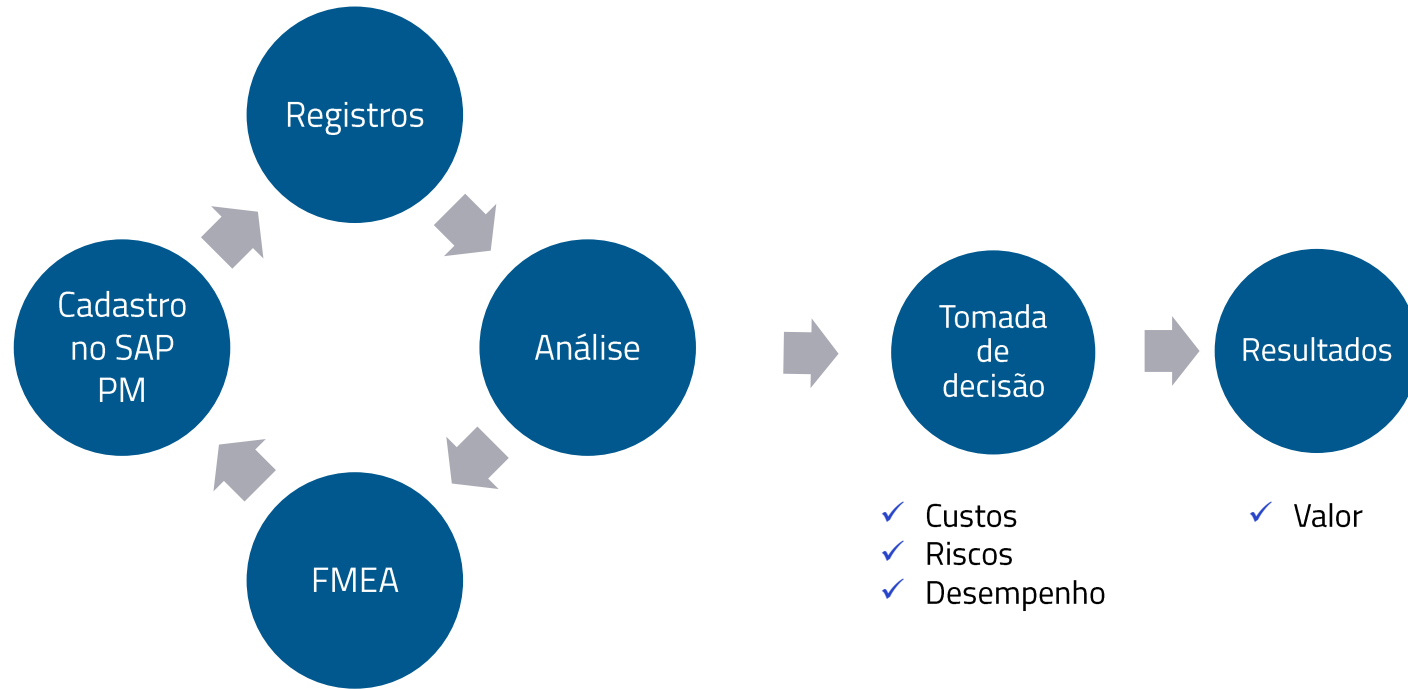 Registros
Cadastro
no SAP
PM
Análise
FMEA
Tomada
de
decisão
Resultados
Custos
Riscos
Desempenho
Valor